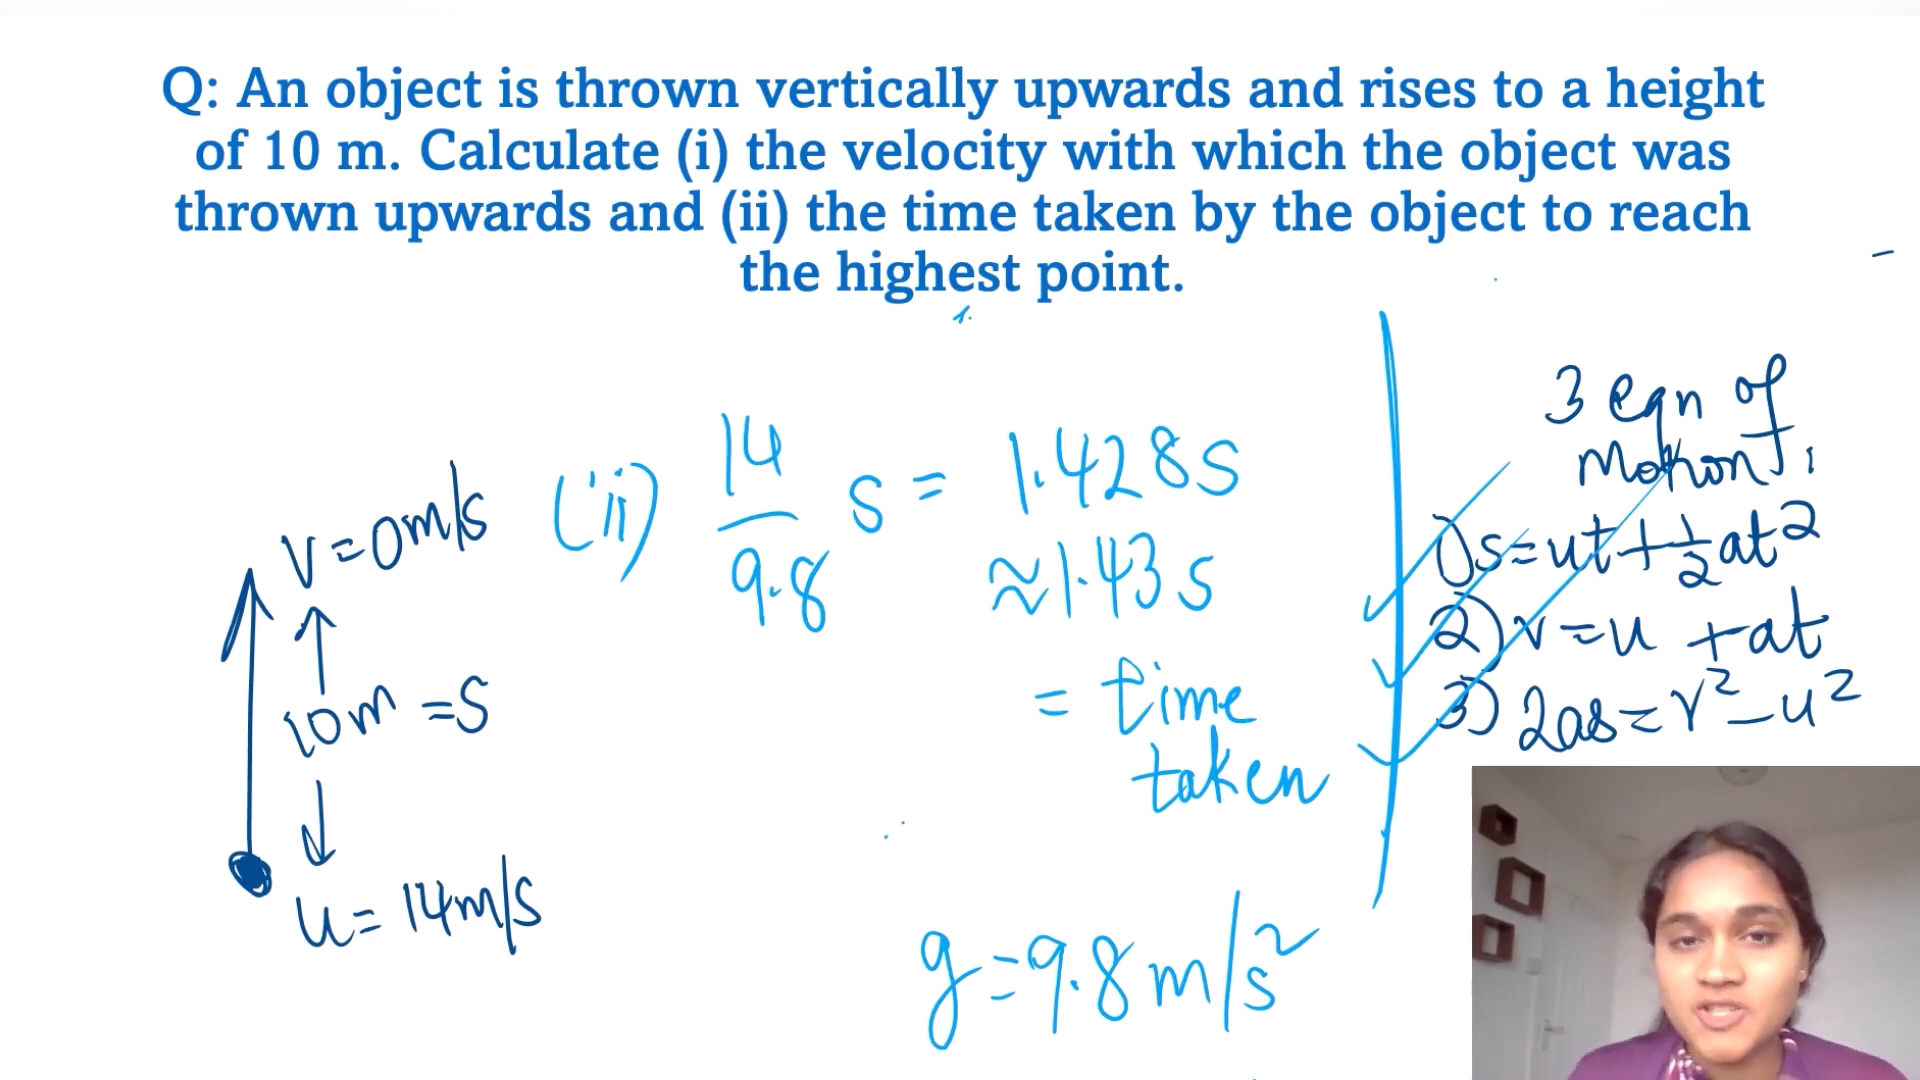 Q: An object is thrown vertically upwards and rises to a height
of 10 m. Calculate (i) the velocity with which the object was
thrown upwards and (ii) the time taken by the object to reach
the highest point.
3 eqn of
Motion:
1) s=ut+½at²
2) v=u +at
3) 2as=v²-u²
v=0m/s
10m =S
u=14m/s
(ii) 14/9.8 s = 1.428s
≈1.43s
= time
taken
g=9.8m/s²